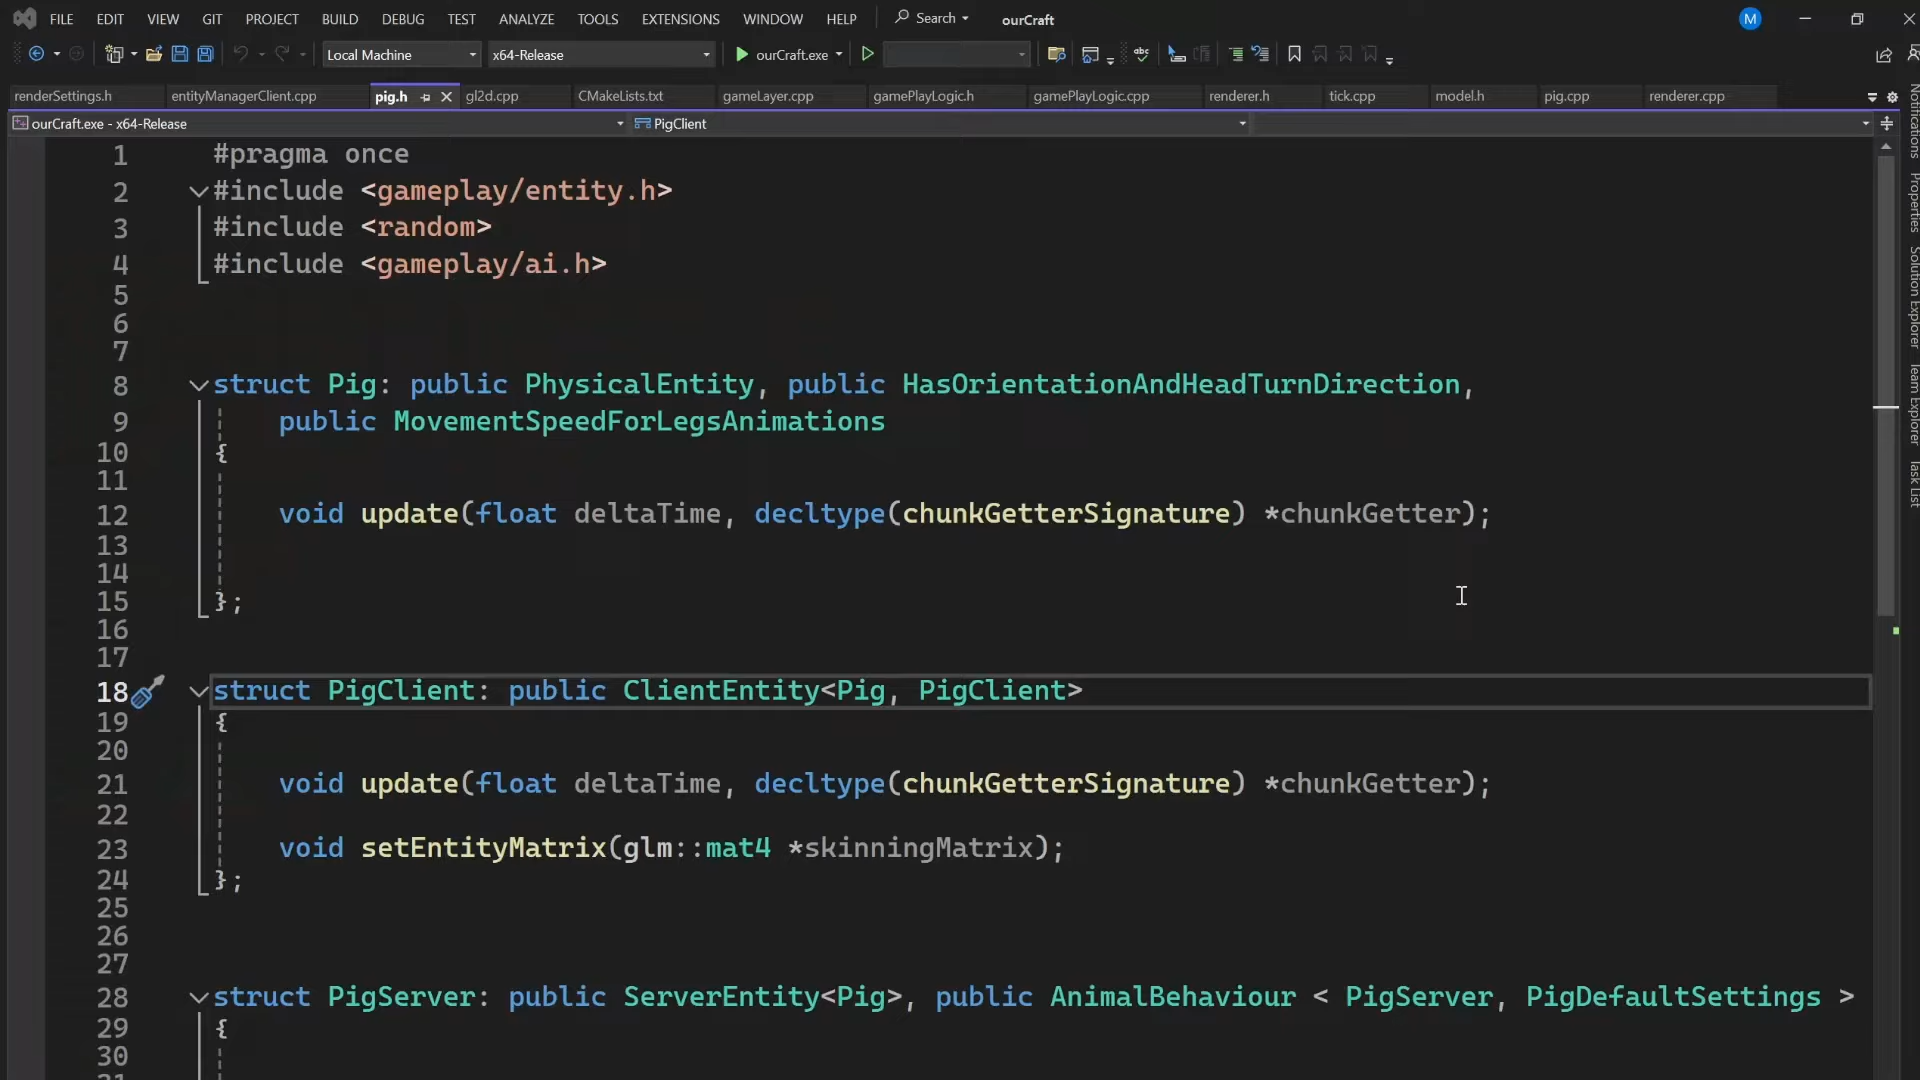 FILE EDIT VIEW GIT PROJECT BUILD DEBUG TEST ANALYZE TOOLS EXTENSIONS WINDOW HELP Search ourCraft M
Local Machine x64-Release ourCraft.exe
renderSettings.h entityManagerClient.cpp pig.h gl2d.cpp CMakeLists.txt gameLayer.cpp gamePlayLogic.h gamePlayLogic.cpp renderer.h tick.cpp model.h pig.cpp renderer.cpp
ourCraft.exe - x64-Release PigClient
1 #pragma once
2 #include <gameplay/entity.h>
3 #include <random>
4 #include <gameplay/ai.h>
5
6
7
8 struct Pig: public PhysicalEntity, public HasOrientationAndHeadTurnDirection,
9 public MovementSpeedForLegsAnimations
10 {
11
12 void update(float deltaTime, decltype(chunkGetterSignature) *chunkGetter);
13
14
15 };
16
17
18 struct PigClient: public ClientEntity<Pig, PigClient>
19 {
20
21 void update(float deltaTime, decltype(chunkGetterSignature) *chunkGetter);
22
23 void setEntityMatrix(glm::mat4 *skinningMatrix);
24 };
25
26
27
28 struct PigServer: public ServerEntity<Pig>, public AnimalBehaviour < PigServer, PigDefaultSettings >
29 {
30
Notifications
Properties
Solution Explorer
Team Explorer
Task List